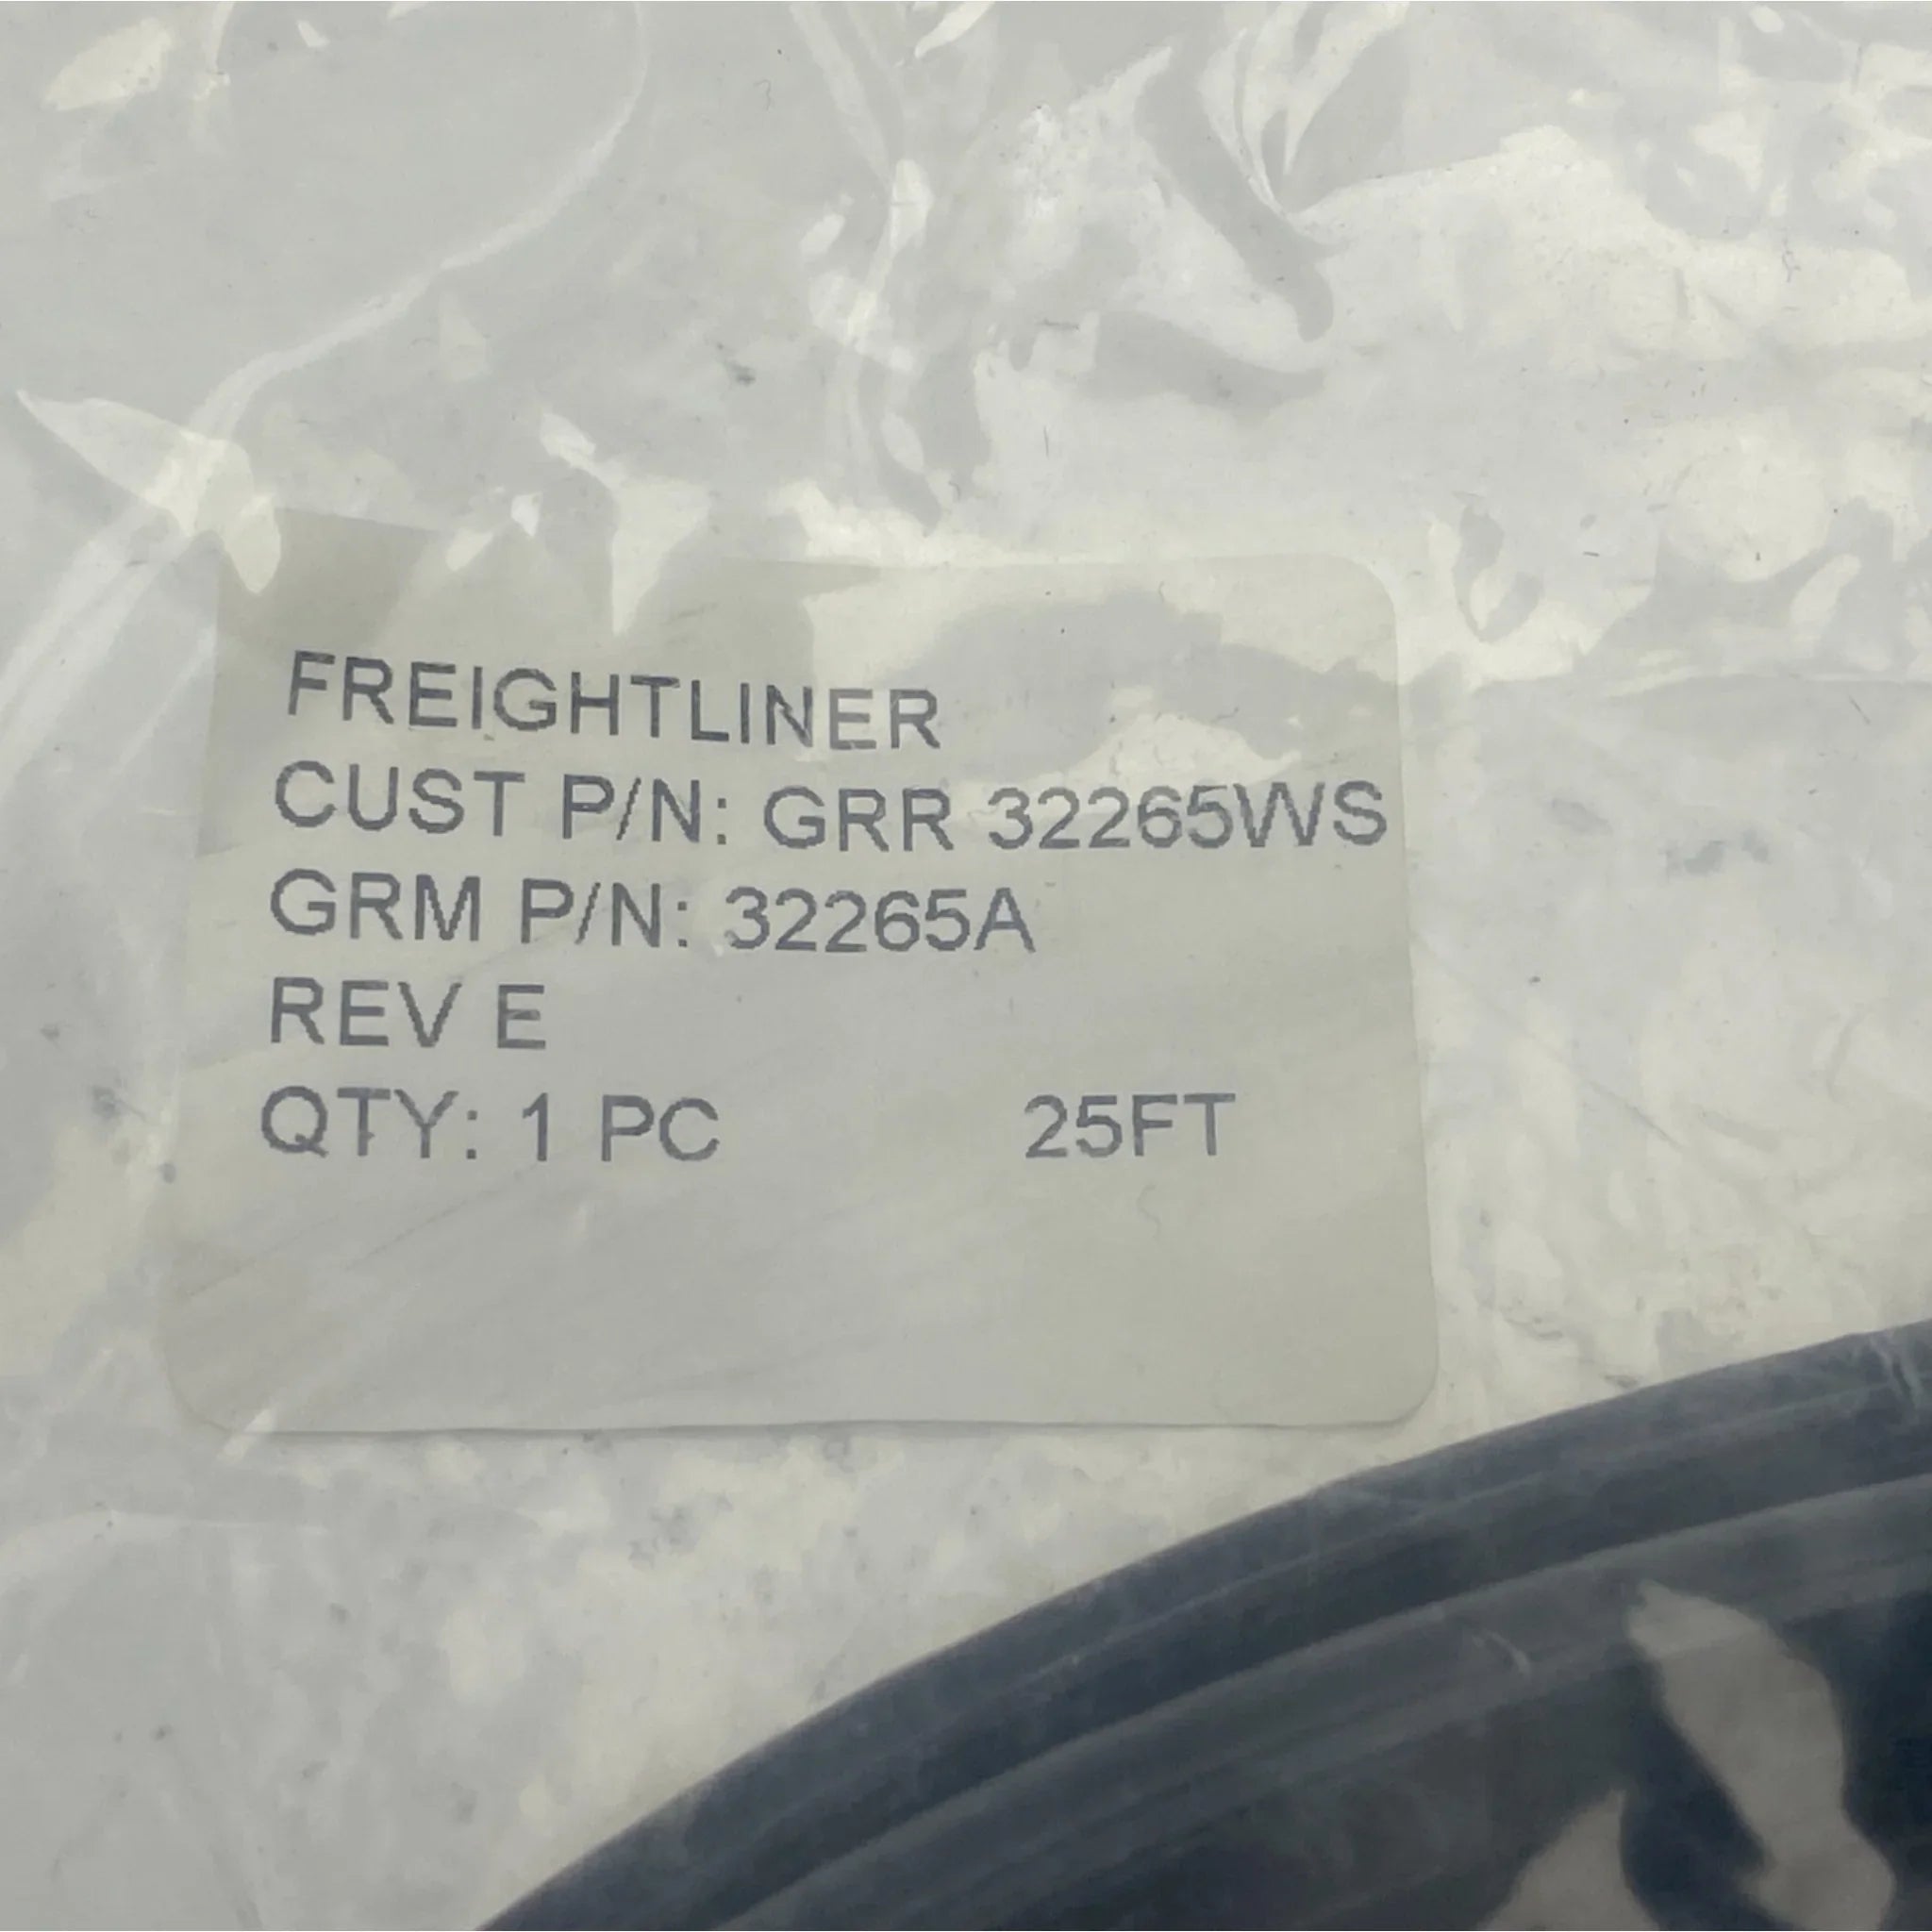 FREIGHTLINER
CUST P/N: GRR 32265WS
GRM P/N: 32265A
REV E
QTY: 1 PC 25FT